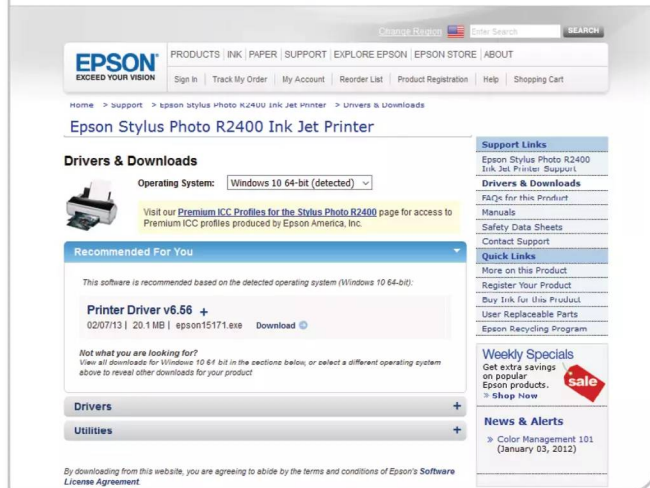 Change Region Enter Search SEARCH
EPSON
EXCEED YOUR VISION
PRODUCTS | INK | PAPER | SUPPORT | EXPLORE EPSON | EPSON STORE | ABOUT
Sign In | Track My Order | My Account | Reorder List | Product Registration | Help | Shopping Cart
Home > Support > Epson Stylus Photo R2400 Ink Jet Printer > Drivers & Downloads
Epson Stylus Photo R2400 Ink Jet Printer
Drivers & Downloads
Operating System: Windows 10 64-bit (detected)
Visit our Premium ICC Profiles for the Stylus Photo R2400 page for access to
Premium ICC profiles produced by Epson America, Inc.
Recommended For You
This software is recommended based on the detected operating system (Windows 10 64-bit):
Printer Driver v6.56 +
02/07/13 | 20.1 MB | epson15171.exe Download
Not what you are looking for?
View all downloads for Windows 10 64 bit in the sections below, or select a different operating system
above to reveal other downloads for your product
Drivers +
Utilities +
By downloading from this website, you are agreeing to abide by the terms and conditions of Epson's Software
License Agreement.
Support Links
Epson Stylus Photo R2400
Ink Jet Printer Support
Drivers & Downloads
FAQs for this Product
Manuals
Safety Data Sheets
Contact Support
Quick Links
More on this Product
Register Your Product
Buy Ink for this Product
User Replaceable Parts
Epson Recycling Program
Weekly Specials
Get extra savings
on popular
Epson products.
» Shop Now
sale
News & Alerts
» Color Management 101
(January 03, 2012)